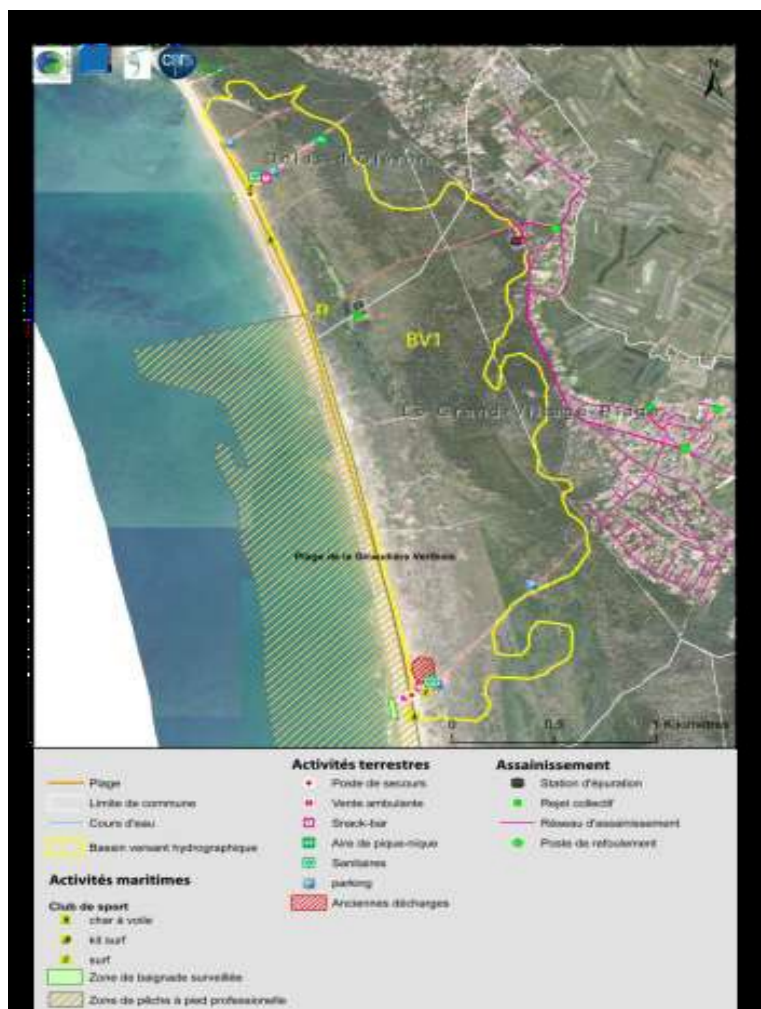 N
Dolus d'Oléron
BV1
Le Grand-Village-Plage
Plage de la Giraudière Vertbois
0 0,5 1 Kilomètres
Plage
Limite de commune
Cours d'eau
Bassin versant hydrographique
Activités maritimes
Club de sport
char à voile
kit surf
surf
Zone de baignade surveillée
Zone de pêche à pied professionelle
Activités terrestres
Poste de secours
Vente ambulante
Snack-bar
Aire de pique-nique
Sanitaires
parking
Anciennes décharges
Assainissement
Station d'épuration
Rejet collectif
Réseau d'assainissement
Poste de refoulement